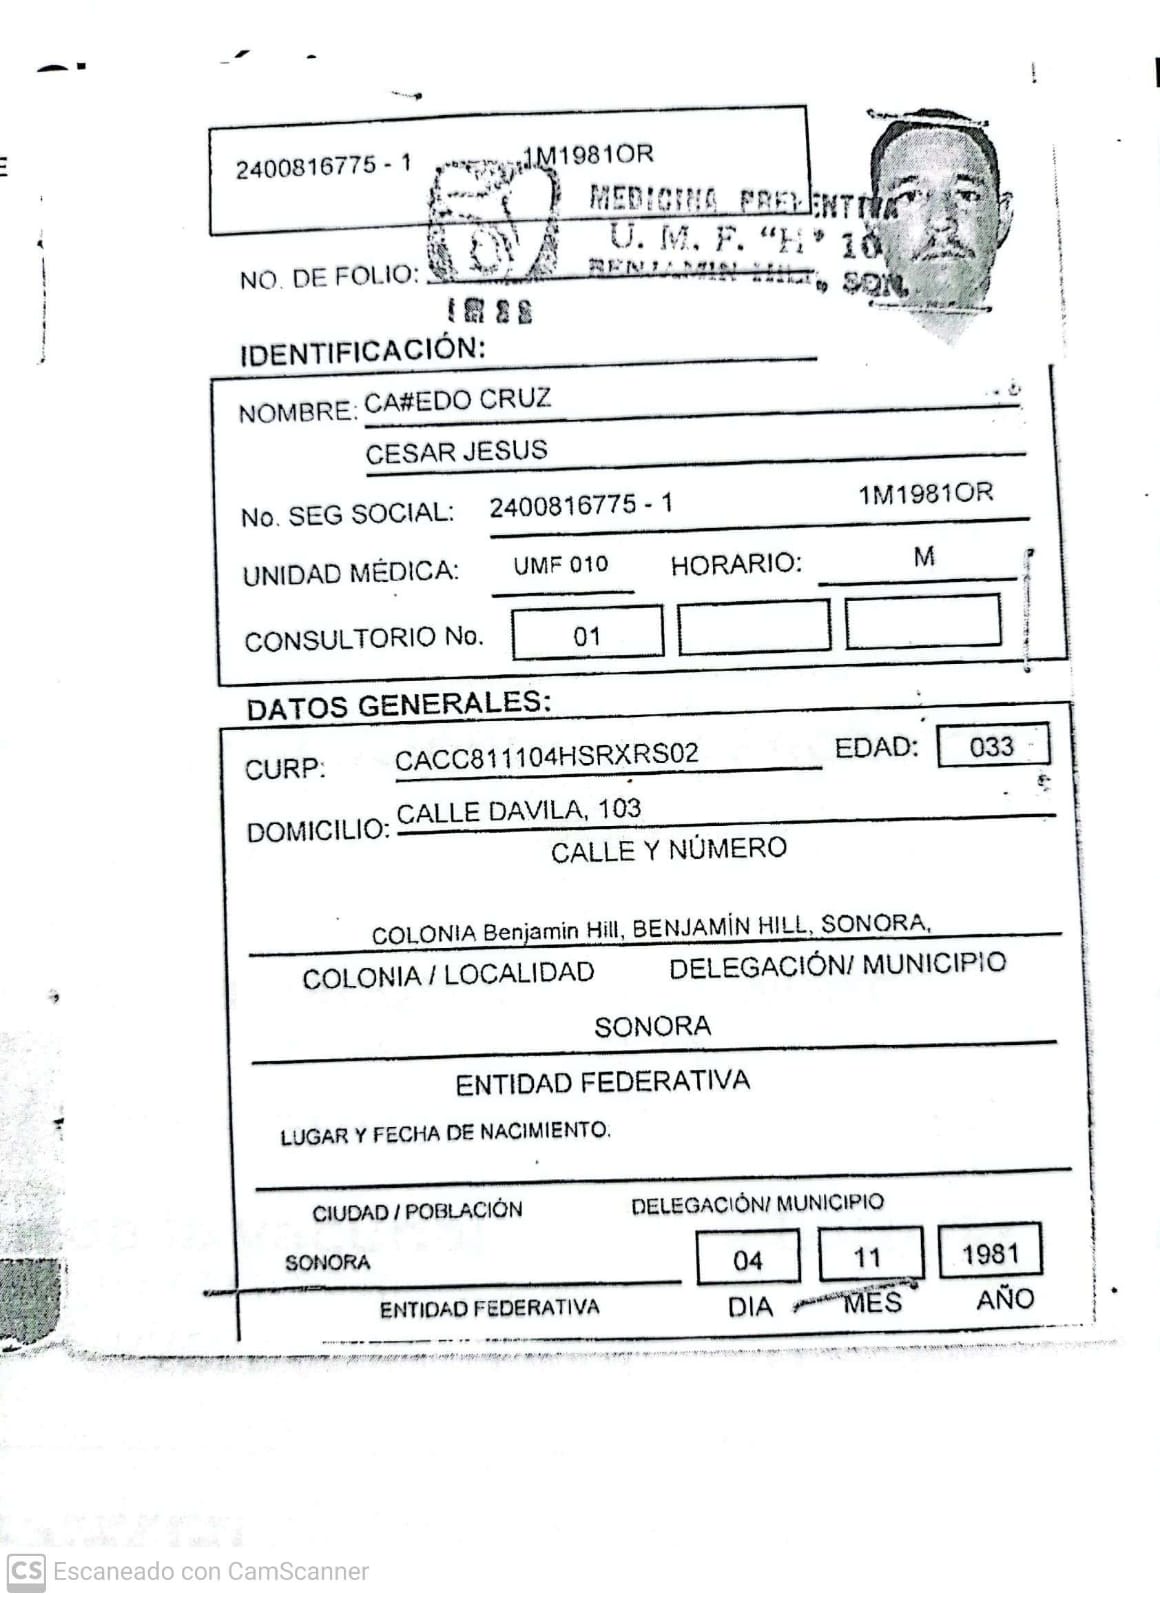 2400816775 - 1 1M1981OR
MEDICINA PREVENTIVA
U. M. F. "H" 10
NO. DE FOLIO: BENJAMIN HILL, SON.
IDENTIFICACIÓN:
NOMBRE: CA#EDO CRUZ
CESAR JESUS
No. SEG SOCIAL: 2400816775 - 1 1M1981OR
UNIDAD MÉDICA: UMF 010 HORARIO: M
CONSULTORIO No. 01
DATOS GENERALES:
CURP: CACC811104HSRXRS02 EDAD: 033
DOMICILIO: CALLE DAVILA, 103
CALLE Y NÚMERO
COLONIA Benjamin Hill, BENJAMÍN HILL, SONORA,
COLONIA / LOCALIDAD DELEGACIÓN/ MUNICIPIO
SONORA
ENTIDAD FEDERATIVA
LUGAR Y FECHA DE NACIMIENTO.
CIUDAD / POBLACIÓN DELEGACIÓN/ MUNICIPIO
SONORA 04 11 1981
ENTIDAD FEDERATIVA DIA MES AÑO
CS Escaneado con CamScanner